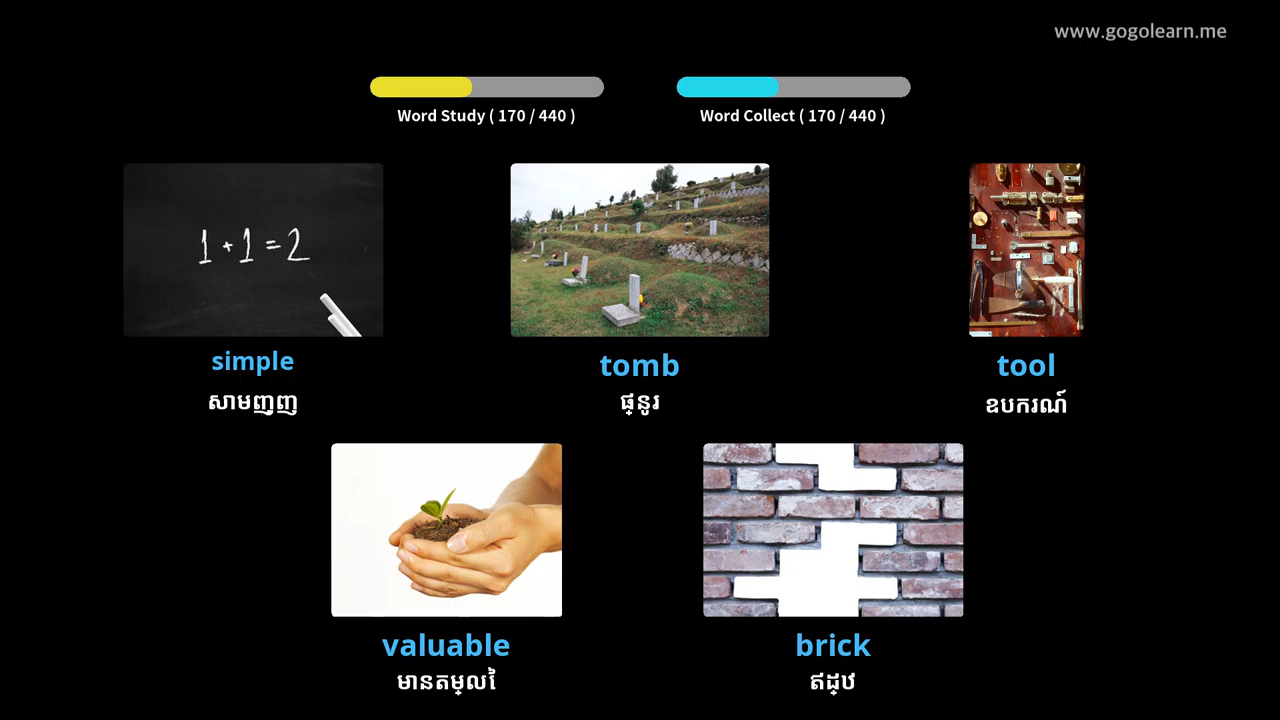 www.gogolearn.me
Word Study ( 170 / 440 )
Word Collect ( 170 / 440 )
1 + 1 = 2
simple
tomb
tool
សាមញ្ញ
ផ្នូរ
ឧបករណ៍
valuable
brick
មានតម្លៃ
ឥដ្ឋ